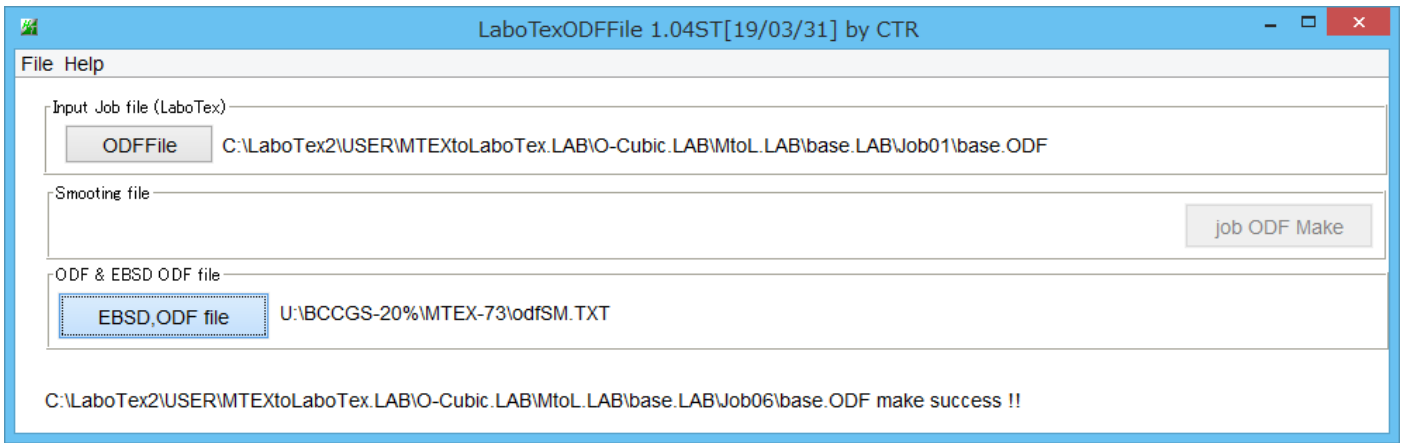 LaboTexODFFile 1.04ST[19/03/31] by CTR
File Help
Input Job file (LaboTex)
ODFFile C:\LaboTex2\USER\MTEXtoLaboTex.LAB\O-Cubic.LAB\MtoL.LAB\base.LAB\Job01\base.ODF
Smooting file
job ODF Make
ODF & EBSD ODF file
EBSD,ODF file U:\BCCGS-20%\MTEX-73\odfSM.TXT
C:\LaboTex2\USER\MTEXtoLaboTex.LAB\O-Cubic.LAB\MtoL.LAB\base.LAB\Job06\base.ODF make success !!